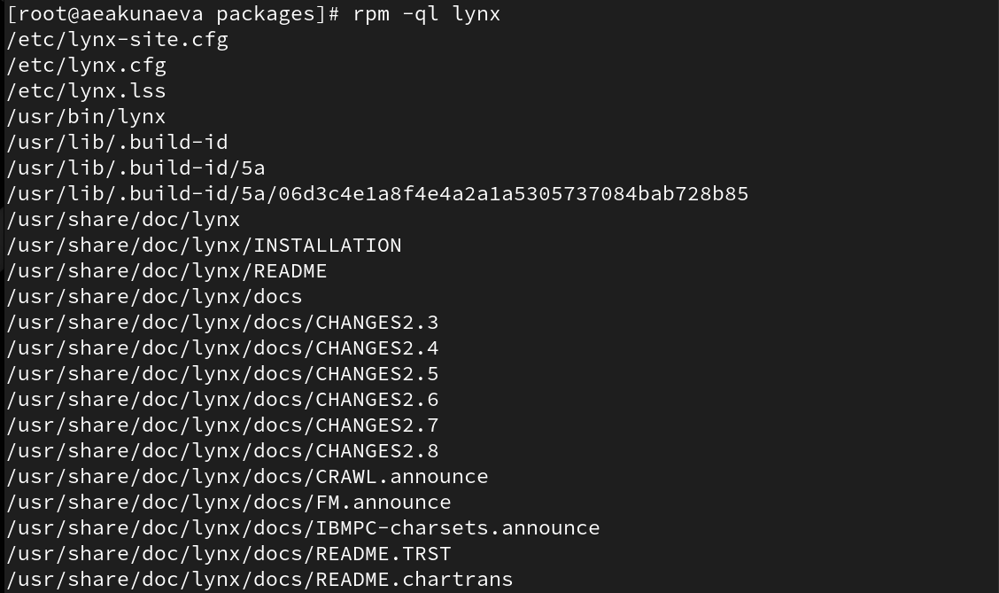 [root@aeakunaeva packages]# rpm -ql lynx
/etc/lynx-site.cfg
/etc/lynx.cfg
/etc/lynx.lss
/usr/bin/lynx
/usr/lib/.build-id
/usr/lib/.build-id/5a
/usr/lib/.build-id/5a/06d3c4e1a8f4e4a2a1a5305737084bab728b85
/usr/share/doc/lynx
/usr/share/doc/lynx/INSTALLATION
/usr/share/doc/lynx/README
/usr/share/doc/lynx/docs
/usr/share/doc/lynx/docs/CHANGES2.3
/usr/share/doc/lynx/docs/CHANGES2.4
/usr/share/doc/lynx/docs/CHANGES2.5
/usr/share/doc/lynx/docs/CHANGES2.6
/usr/share/doc/lynx/docs/CHANGES2.7
/usr/share/doc/lynx/docs/CHANGES2.8
/usr/share/doc/lynx/docs/CRAWL.announce
/usr/share/doc/lynx/docs/FM.announce
/usr/share/doc/lynx/docs/IBMPC-charsets.announce
/usr/share/doc/lynx/docs/README.TRST
/usr/share/doc/lynx/docs/README.chartrans